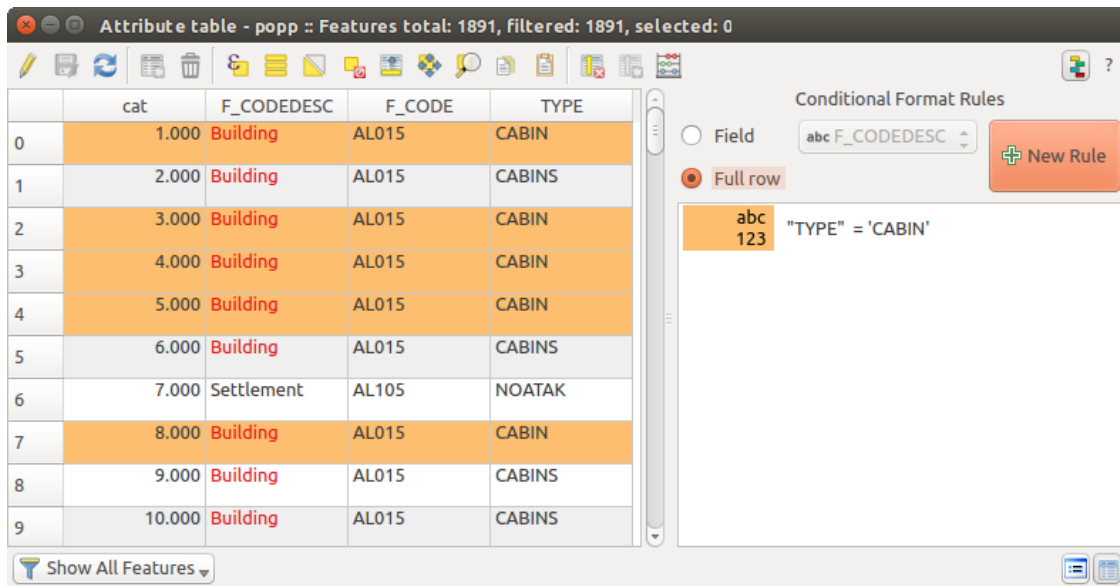 Attribute table - popp :: Features total: 1891, filtered: 1891, selected: 0
?
cat F_CODEDESC F_CODE TYPE
0 1.000 Building AL015 CABIN
1 2.000 Building AL015 CABINS
2 3.000 Building AL015 CABIN
3 4.000 Building AL015 CABIN
4 5.000 Building AL015 CABIN
5 6.000 Building AL015 CABINS
6 7.000 Settlement AL105 NOATAK
7 8.000 Building AL015 CABIN
8 9.000 Building AL015 CABINS
9 10.000 Building AL015 CABINS
Show All Features
Conditional Format Rules
Field abc F_CODEDESC
Full row
New Rule
abc
123
"TYPE" = 'CABIN'